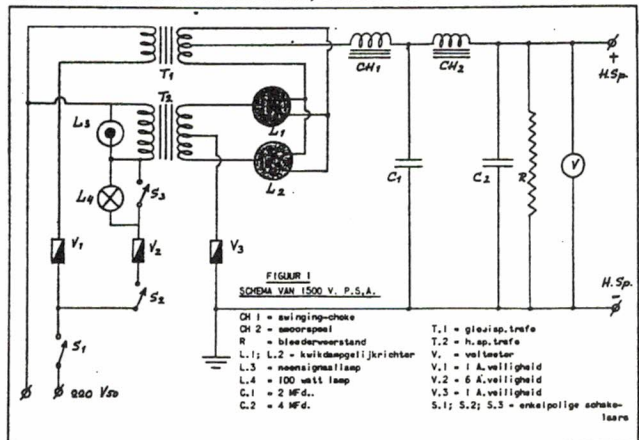 T1
CH1
CH2
+
H.Sp.
T2
L3
L1
L2
L4
S3
C1
C2
R
V
V1
V2
V3
S2
S1
220 V50
-
H.Sp.
FIGUUR I
SCHEMA VAN 1500 V. P.S.A.
CH 1 = swinging-choke
CH 2 = smoorspoel
R = bleederweerstand
L.1; L.2 = kwikdampgelijkrichter
L.3 = neonsignaallamp
L.4 = 100 watt lamp
C.1 = 2 MFd..
C.2 = 4 MFd..
T.1 = gloeisp.trafo
T.2 = h.sp.trafo
V. = voltmeter
V.1 = 1 A.veiligheid
V.2 = 6 A.veiligheid
V.3 = 1 A.veiligheid
S.1; S.2; S.3 = enkelpolige schake-
laars